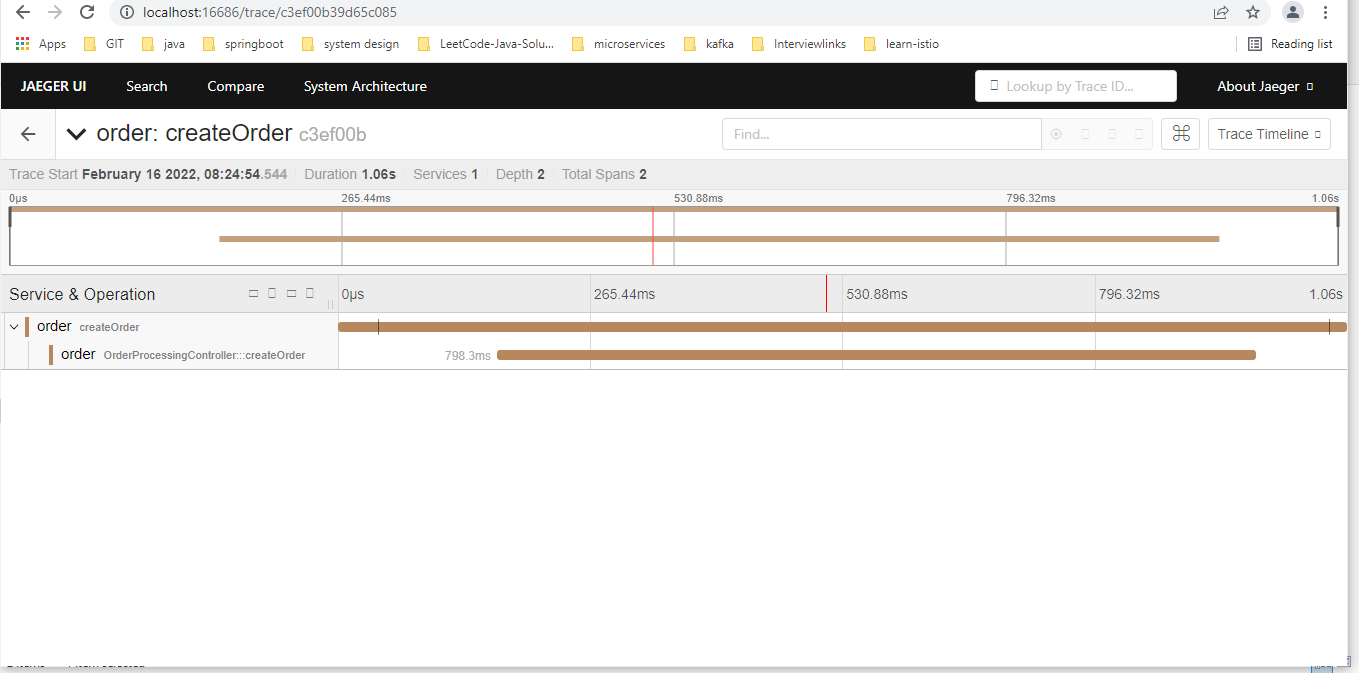 localhost:16686/trace/c3ef00b39d65c085
Apps GIT java springboot system design LeetCode-Java-Solu... microservices kafka Interviewlinks learn-istio Reading list
JAEGER UI Search Compare System Architecture Lookup by Trace ID... About Jaeger
order: createOrder c3ef00b Find... ⌘ Trace Timeline
Trace Start February 16 2022, 08:24:54.544 Duration 1.06s Services 1 Depth 2 Total Spans 2
0μs 265.44ms 530.88ms 796.32ms 1.06s
Service & Operation 0μs 265.44ms 530.88ms 796.32ms 1.06s
order createOrder
order OrderProcessingController:::createOrder 798.3ms